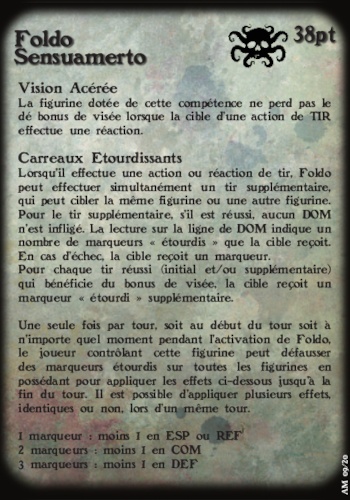 Foldo
Sensuamerto
38pt
Vision Acérée
La figurine dotée de cette compétence ne perd pas le
dé bonus de visée lorsque la cible d'une action de TIR
effectue une réaction.
Carreaux Etourdissants
Lorsqu'il effectue une action ou réaction de tir, Foldo
peut effectuer simultanément un tir supplémentaire,
qui peut cibler la même figurine ou une autre figurine.
Pour le tir supplémentaire, s'il est réussi, aucun DOM
n'est infligé. La lecture sur la ligne de DOM indique un
nombre de marqueurs « étourdis » que la cible reçoit.
En cas d'échec, la cible reçoit un marqueur.
Pour chaque tir réussi (initial et/ou supplémentaire)
qui bénéficie du bonus de visée, la cible reçoit un
marqueur « étourdi » supplémentaire.
Une seule fois par tour, soit au début du tour soit à
n'importe quel moment pendant l'activation de Foldo,
le joueur contrôlant cette figurine peut défausser
des marqueurs étourdis sur toutes les figurines en
possédant pour appliquer les effets ci-dessous jusqu'à la
fin du tour. Il est possible d'appliquer plusieurs effets,
identiques ou non, lors d'un même tour.
1 marqueur : moins 1 en ESP ou REF
2 marqueurs : moins 1 en COM
3 marqueurs : moins 1 en DEF
AM 09/20